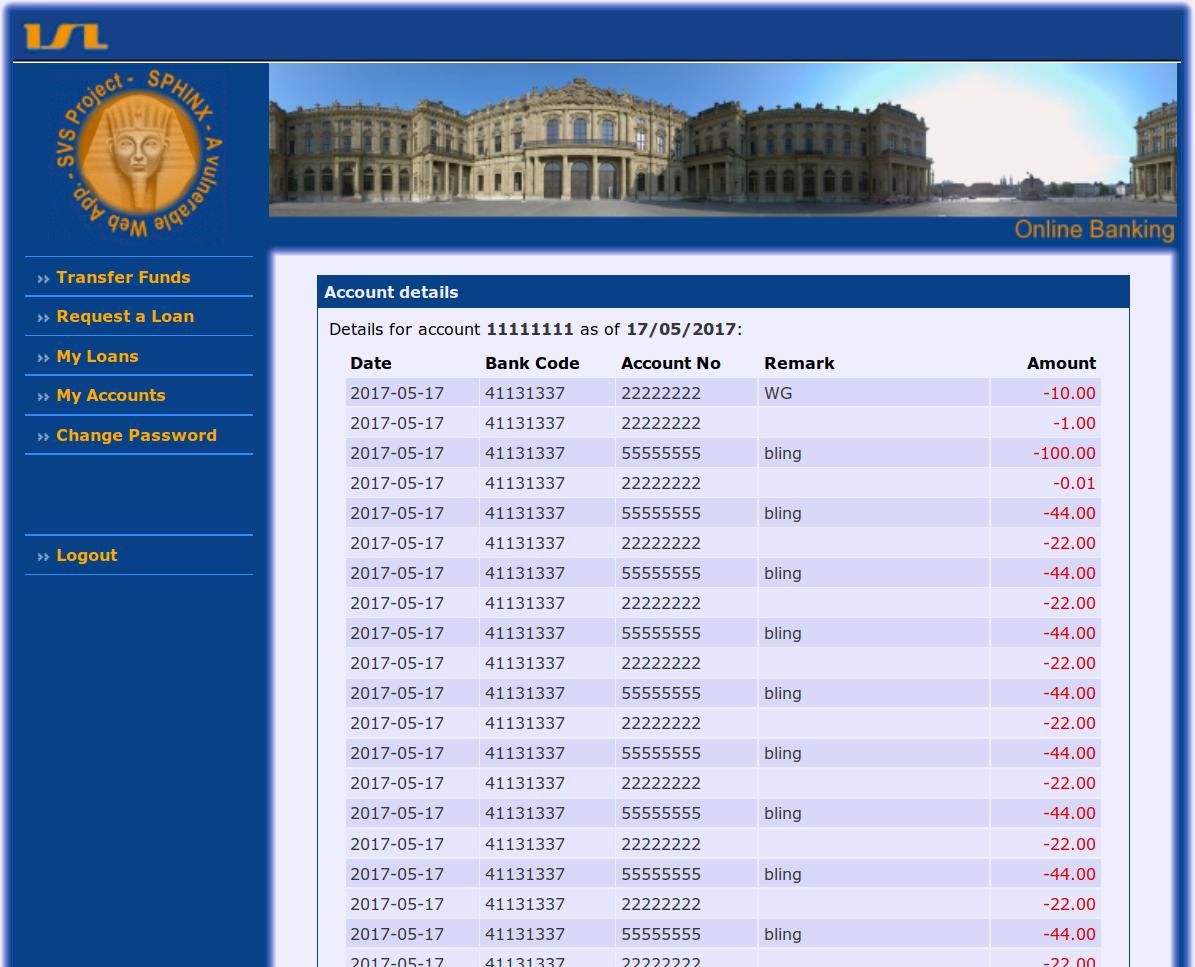 ISL
SVS Project - SPHINX - A vulnerable Web App. -
Online Banking
Transfer Funds
Request a Loan
My Loans
My Accounts
Change Password
Logout
Account details
Details for account 11111111 as of 17/05/2017:
Date Bank Code Account No Remark Amount
2017-05-17 41131337 22222222 WG -10.00
2017-05-17 41131337 22222222 -1.00
2017-05-17 41131337 55555555 bling -100.00
2017-05-17 41131337 22222222 -0.01
2017-05-17 41131337 55555555 bling -44.00
2017-05-17 41131337 22222222 -22.00
2017-05-17 41131337 55555555 bling -44.00
2017-05-17 41131337 22222222 -22.00
2017-05-17 41131337 55555555 bling -44.00
2017-05-17 41131337 22222222 -22.00
2017-05-17 41131337 55555555 bling -44.00
2017-05-17 41131337 22222222 -22.00
2017-05-17 41131337 55555555 bling -44.00
2017-05-17 41131337 22222222 -22.00
2017-05-17 41131337 55555555 bling -44.00
2017-05-17 41131337 22222222 -22.00
2017-05-17 41131337 55555555 bling -44.00
2017-05-17 41131337 22222222 -22.00
2017-05-17 41131337 55555555 bling -44.00
2017-05-17 41131337 22222222 -22.00